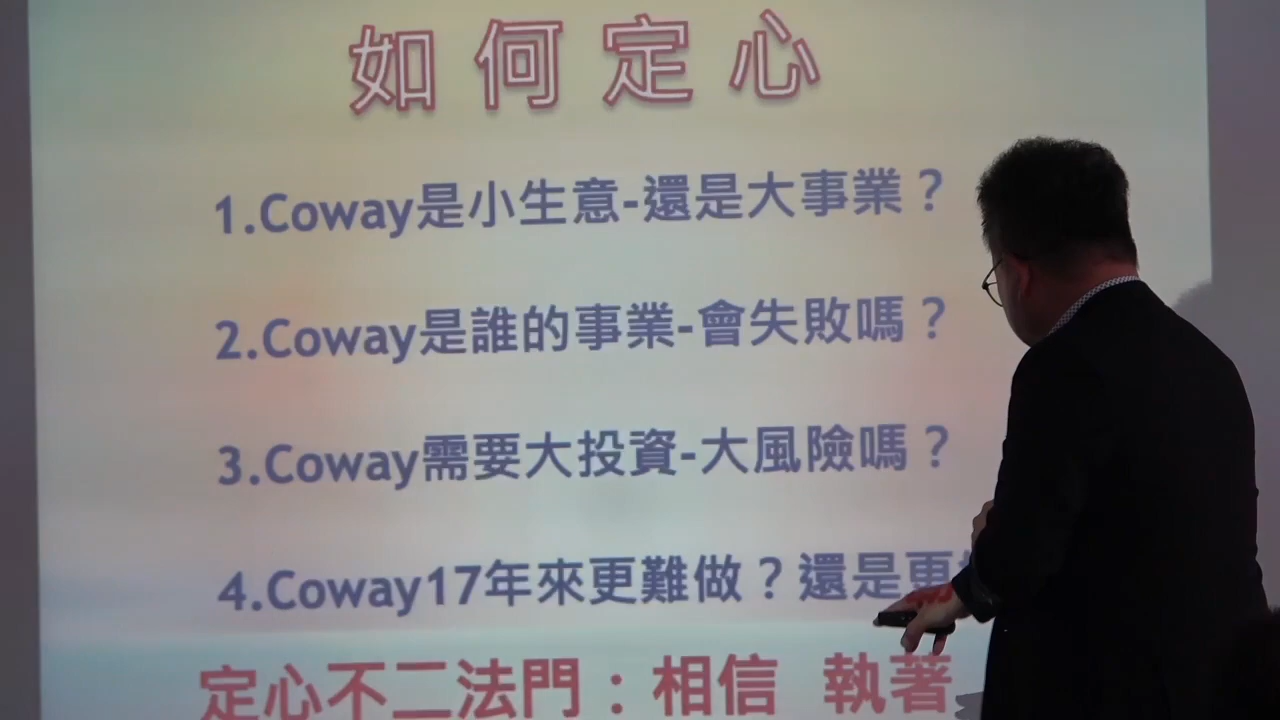 如何定心
1.Coway是小生意-還是大事業？
2.Coway是誰的事業-會失敗嗎？
3.Coway需要大投資-大風險嗎？
4.Coway17年來更難做？還是更
定心不二法門：相信 執著